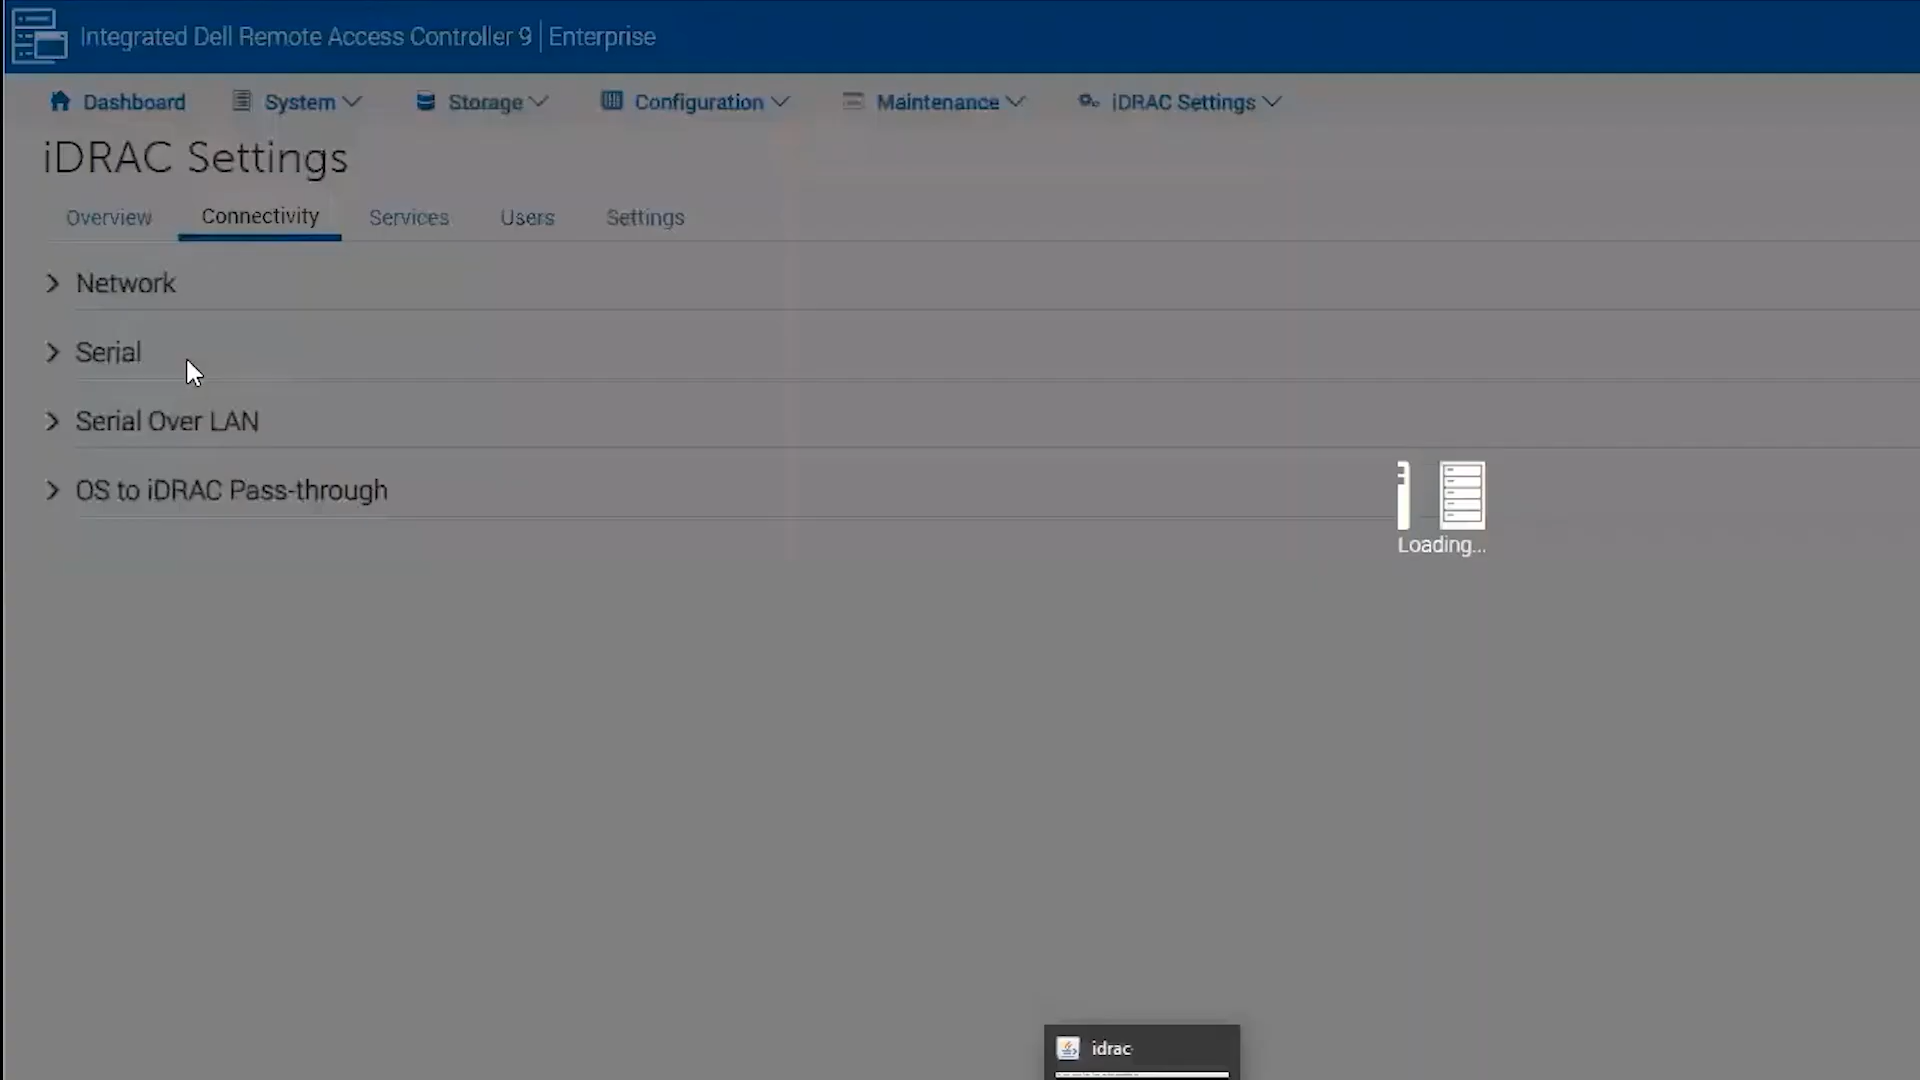 Integrated Dell Remote Access Controller 9 | Enterprise
Dashboard System Storage Configuration Maintenance iDRAC Settings
iDRAC Settings
Overview Connectivity Services Users Settings
Network
Serial
Serial Over LAN
OS to iDRAC Pass-through
Loading...
idrac